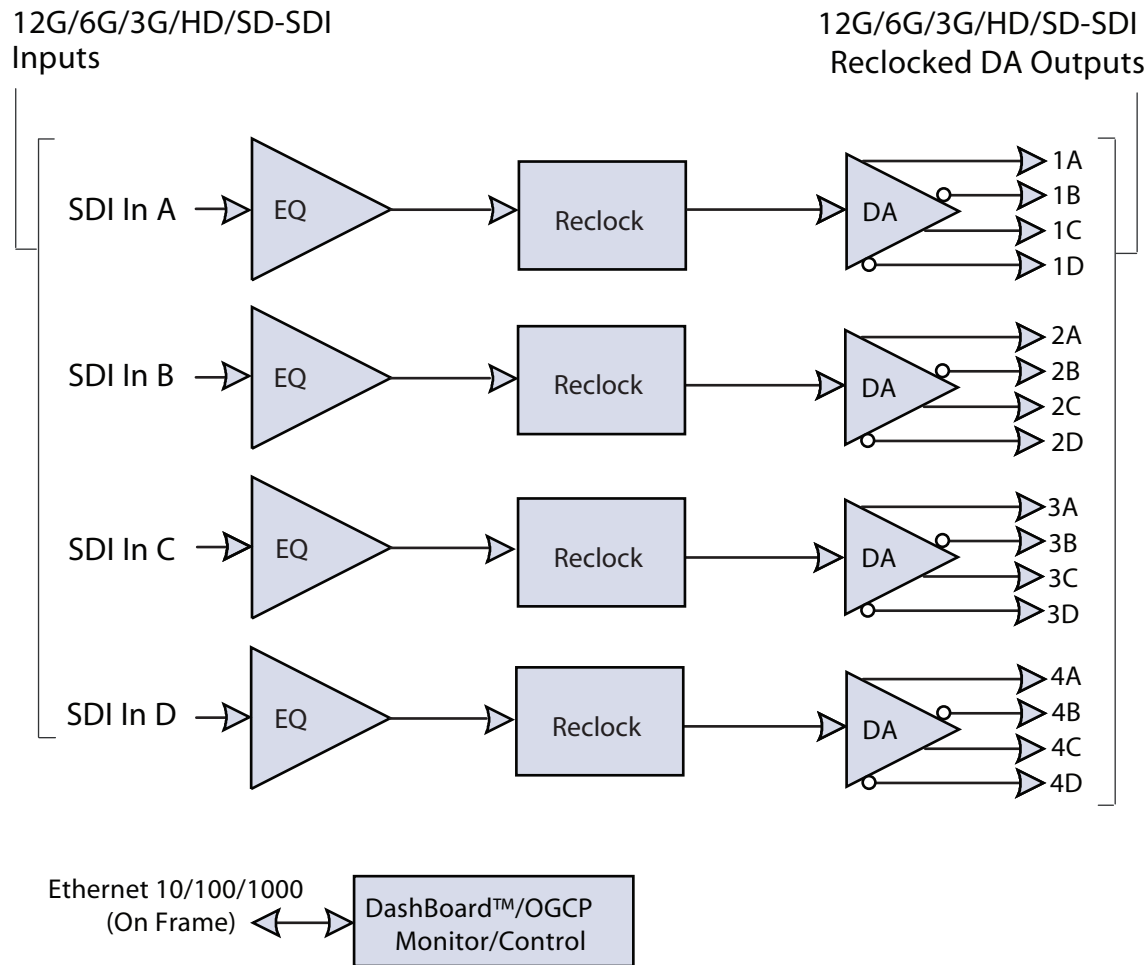 12G/6G/3G/HD/SD-SDI
Inputs
12G/6G/3G/HD/SD-SDI
Reclocked DA Outputs
SDI In A
EQ
Reclock
DA
1A
1B
1C
1D
SDI In B
EQ
Reclock
DA
2A
2B
2C
2D
SDI In C
EQ
Reclock
DA
3A
3B
3C
3D
SDI In D
EQ
Reclock
DA
4A
4B
4C
4D
Ethernet 10/100/1000
(On Frame)
DashBoard™/OGCP
Monitor/Control